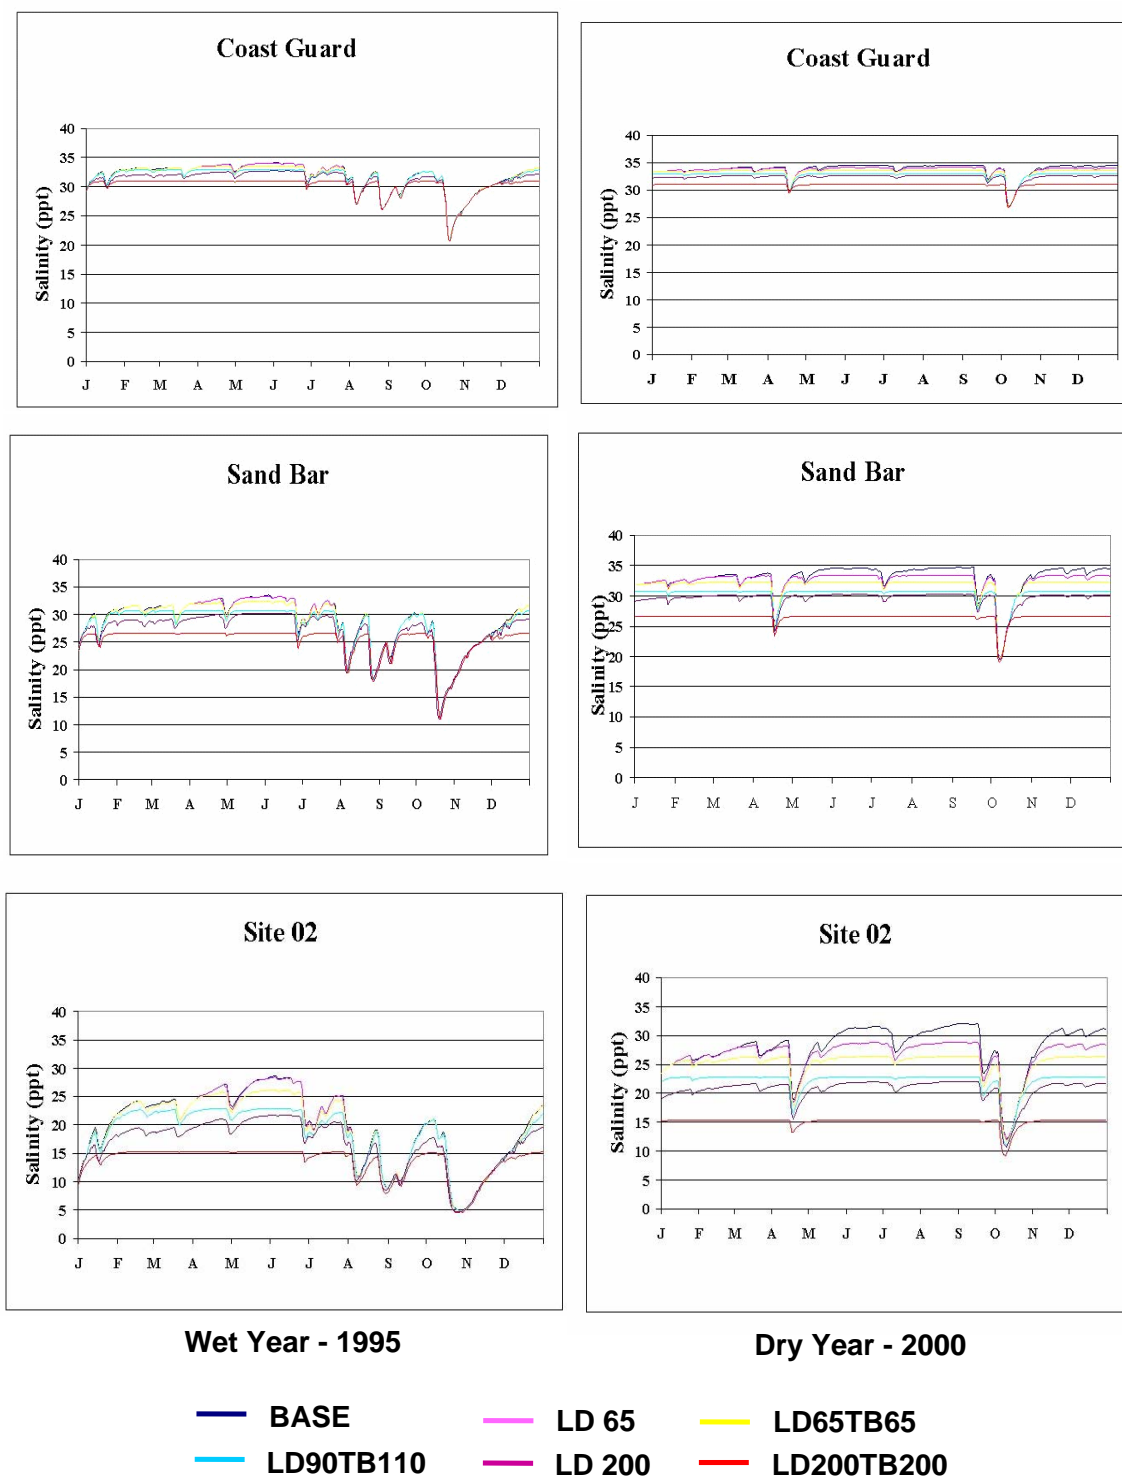 Coast Guard
40
35
30
25
20
15
10
5
0
Salinity (ppt)
J F M A M J J A S O N D
Coast Guard
40
35
30
25
20
15
10
5
0
Salinity (ppt)
J F M A M J J A S O N D
Sand Bar
40
35
30
25
20
15
10
5
0
Salinity (ppt)
J F M A M J J A S O N D
Sand Bar
40
35
30
25
20
15
10
5
0
Salinity (ppt)
J F M A M J J A S O N D
Site 02
40
35
30
25
20
15
10
5
0
Salinity (ppt)
J F M A M J J A S O N D
Site 02
40
35
30
25
20
15
10
5
0
Salinity (ppt)
J F M A M J J A S O N D
Wet Year - 1995
Dry Year - 2000
BASE LD 65 LD65TB65
LD90TB110 LD 200 LD200TB200